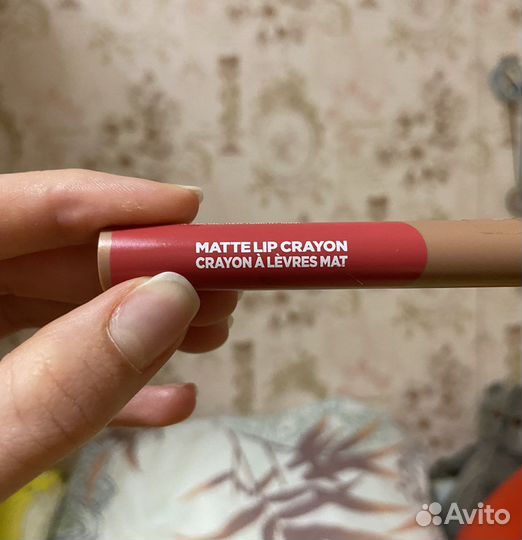 MATTE LIP CRAYON
CRAYON À LÈVRES MAT
Avito